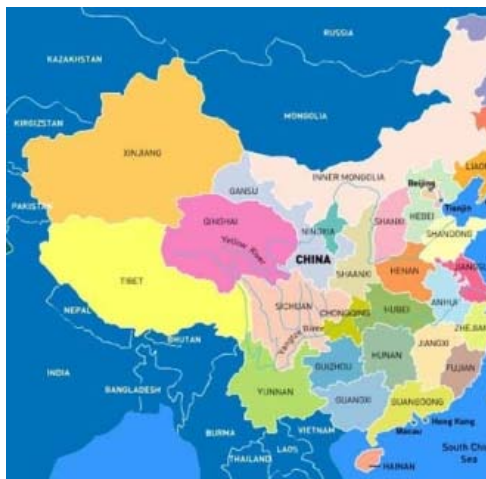 RUSSIA
KAZAKHSTAN
MONGOLIA
KIRGIZSTAN
XINJIANG
LIAO
INNER MONGOLIA
Beijing
GANSU
Tianjin
PAKISTAN
HEBEI
QINGHAI
NINGXIA
SHANXI
SHANDONG
Yellow River
CHINA
SHAANXI
HENAN
JIANGSU
TIBET
SICHUAN
CHONGQING
HUBEI
ANHUI
NEPAL
Yangtze River
ZHEJIAN
BHUTAN
JIANGXI
HUNAN
GUIZHOU
FUJIAN
INDIA
BANGLADESH
YUNNAN
GUANGXI
GUANGDONG
Hong Kong
Macau
BURMA
VIETNAM
LAOS
South Chi
Sea
THAILAND
HAINAN